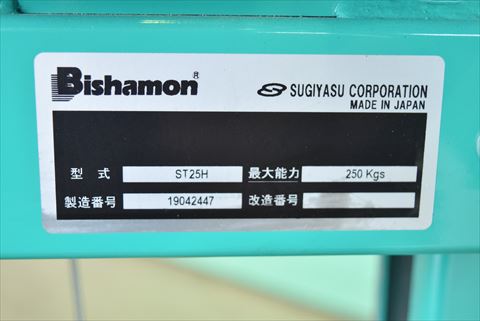 Bishamon®
SUGIYASU CORPORATION
MADE IN JAPAN
型式 ST25H 最大能力 250 Kgs
製造番号 19042447 改造番号